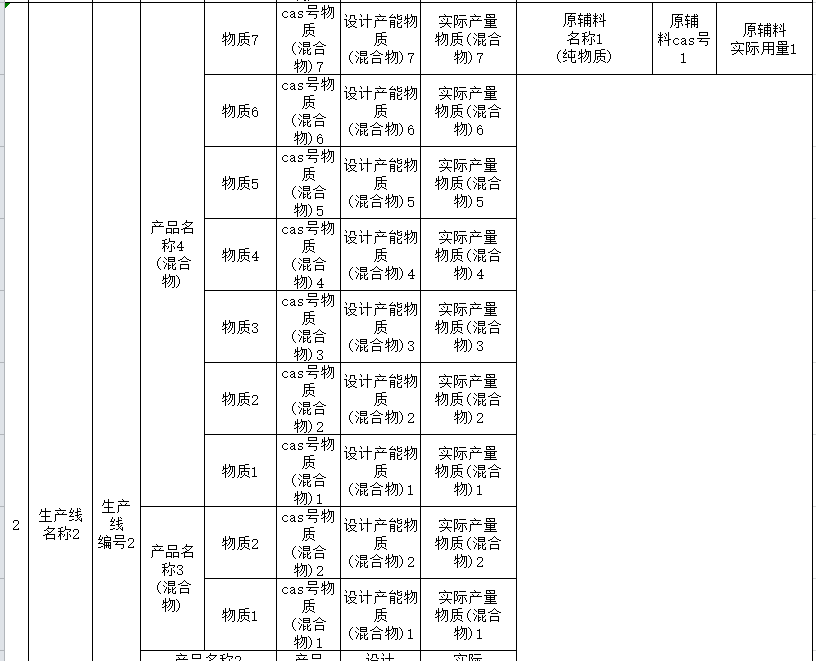 物质7
cas号物
质
(混合
物)7
设计产能物
质
(混合物)7
实际产量
物质(混合
物)7
原辅料
名称1
(纯物质)
原辅
料cas号
1
原辅料
实际用量1
产品名
称4
(混合
物)
物质6
cas号物
质
(混合
物)6
设计产能物
质
(混合物)6
实际产量
物质(混合
物)6
物质5
cas号物
质
(混合
物)5
设计产能物
质
(混合物)5
实际产量
物质(混合
物)5
物质4
cas号物
质
(混合
物)4
设计产能物
质
(混合物)4
实际产量
物质(混合
物)4
物质3
cas号物
质
(混合
物)3
设计产能物
质
(混合物)3
实际产量
物质(混合
物)3
物质2
cas号物
质
(混合
物)2
设计产能物
质
(混合物)2
实际产量
物质(混合
物)2
物质1
cas号物
质
(混合
物)1
设计产能物
质
(混合物)1
实际产量
物质(混合
物)1
2
生产线
名称2
生产
线
编号2
产品名
称3
(混合
物)
物质2
cas号物
质
(混合
物)2
设计产能物
质
(混合物)2
实际产量
物质(混合
物)2
物质1
cas号物
质
(混合
物)1
设计产能物
质
(混合物)1
实际产量
物质(混合
物)1
产品名称2
产品
设计
实际